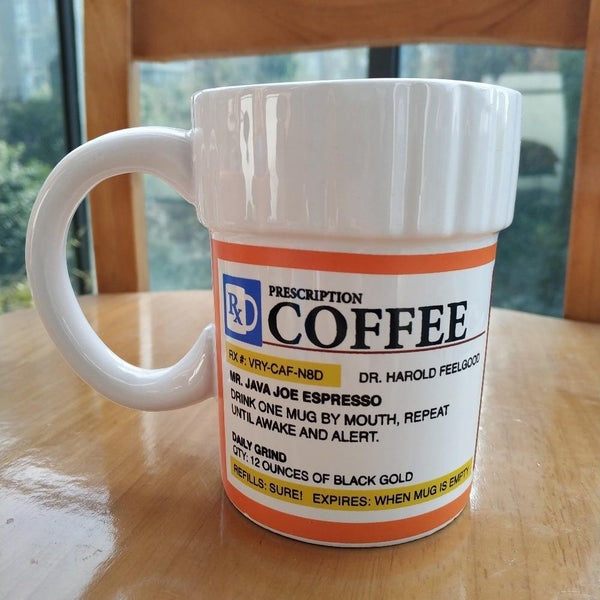 Rx
PRESCRIPTION
COFFEE
RX #: VRY-CAF-N8D
DR. HAROLD FEELGOOD
MR. JAVA JOE ESPRESSO
DRINK ONE MUG BY MOUTH, REPEAT
UNTIL AWAKE AND ALERT.
DAILY GRIND
QTY: 12 OUNCES OF BLACK GOLD
REFILLS: SURE! EXPIRES: WHEN MUG IS EMPTY